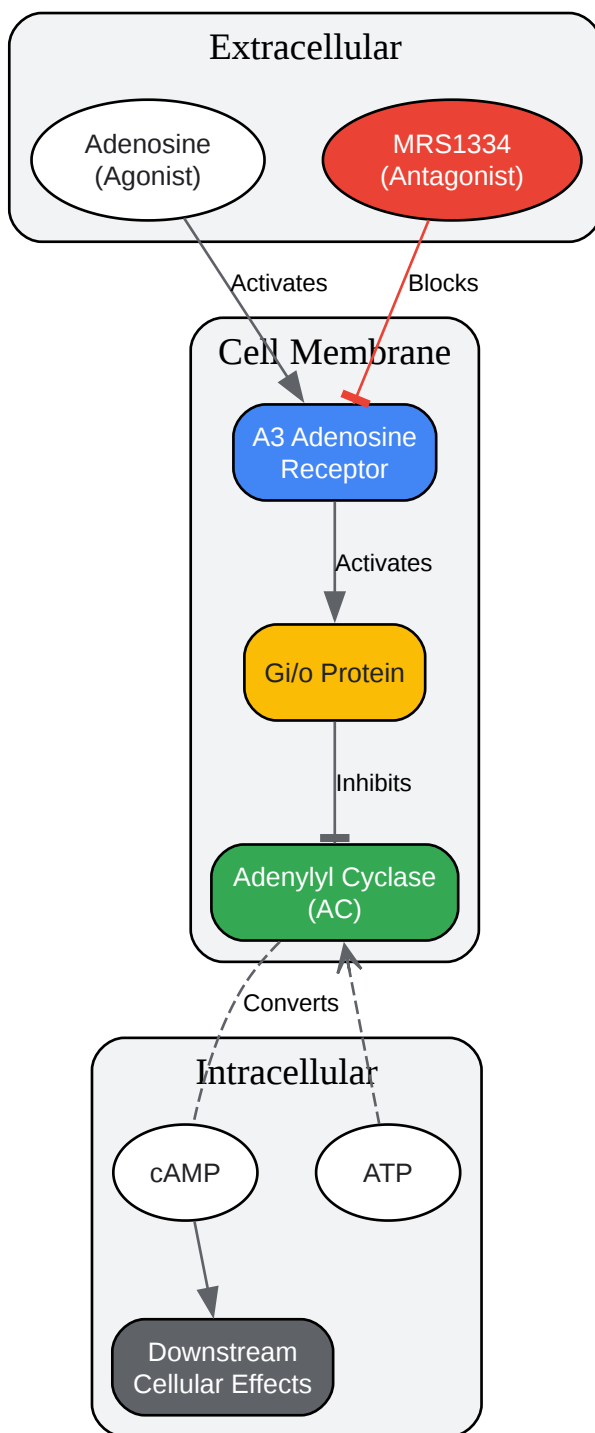 Extracellular
Adenosine
(Agonist)
MRS1334
(Antagonist)
Activates
Blocks
Cell Membrane
A3 Adenosine
Receptor
Activates
Gi/o Protein
Inhibits
Adenylyl Cyclase
(AC)
Converts
Intracellular
cAMP
ATP
Downstream
Cellular Effects